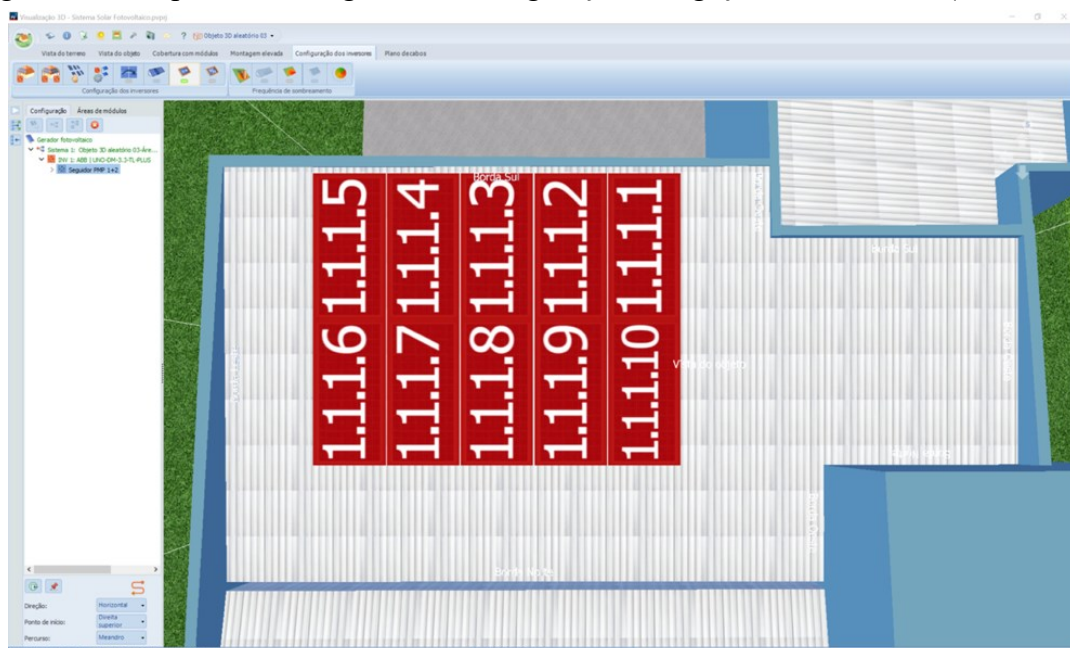 Visualização 3D - Sistema Solar Fotovoltaico.pvprj
Objeto 3D aleatório 03
Vista do terreno Vista do objeto Cobertura com módulos Montagem elevada Configuração dos inversores Plano de cabos
Configuração dos inversores Frequência de sombreamento
Configuração Áreas de módulos
Gerador fotovoltaico
Sistema 1: Objeto 3D aleatório 03-Áre...
INV 1: ABB | UNO-DM-3.3-TL-PLUS
Seguidor PMP 1+2
Borda Sul
1.1.1.5 1.1.1.4 1.1.1.3 1.1.1.2 1.1.1.1
1.1.1.6 1.1.1.7 1.1.1.8 1.1.1.9 1.1.1.10
Borda Sul
Vista do objeto
Borda Norte
Direção: Horizontal
Ponto de início: Direita superior
Percurso: Meandro